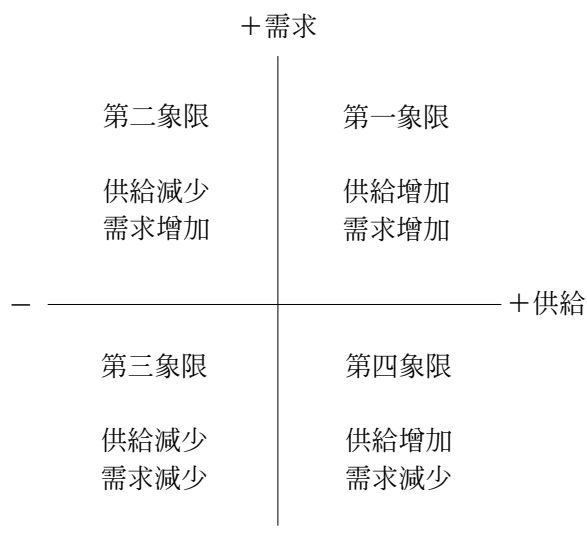 ＋需求
第二象限
第一象限
供給減少
需求增加
供給增加
需求增加
－
＋供給
第三象限
第四象限
供給減少
需求減少
供給增加
需求減少